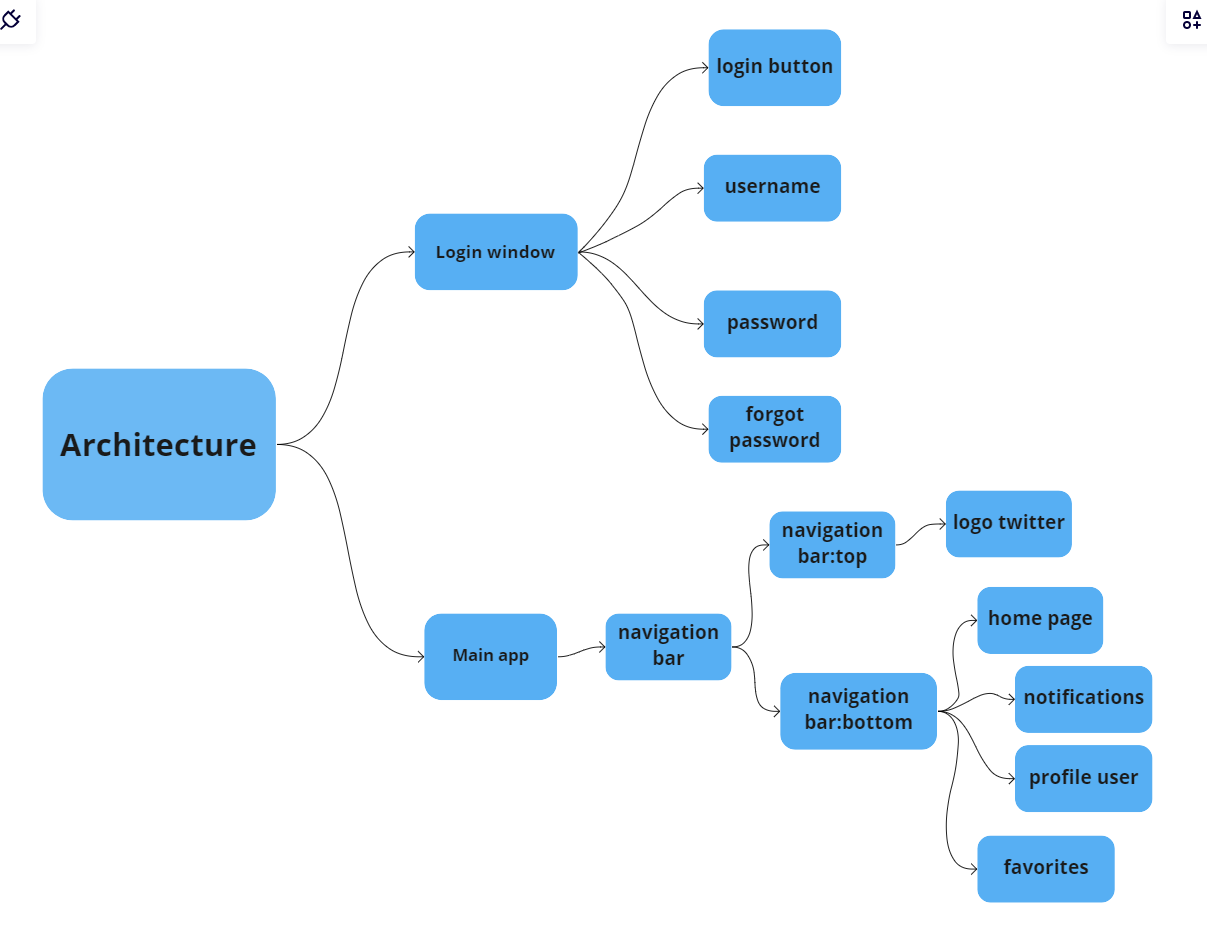 login button
username
Login window
password
forgot
password
Architecture
navigation
bar:top
logo twitter
home page
navigation
bar
Main app
navigation
bar:bottom
notifications
profile user
favorites